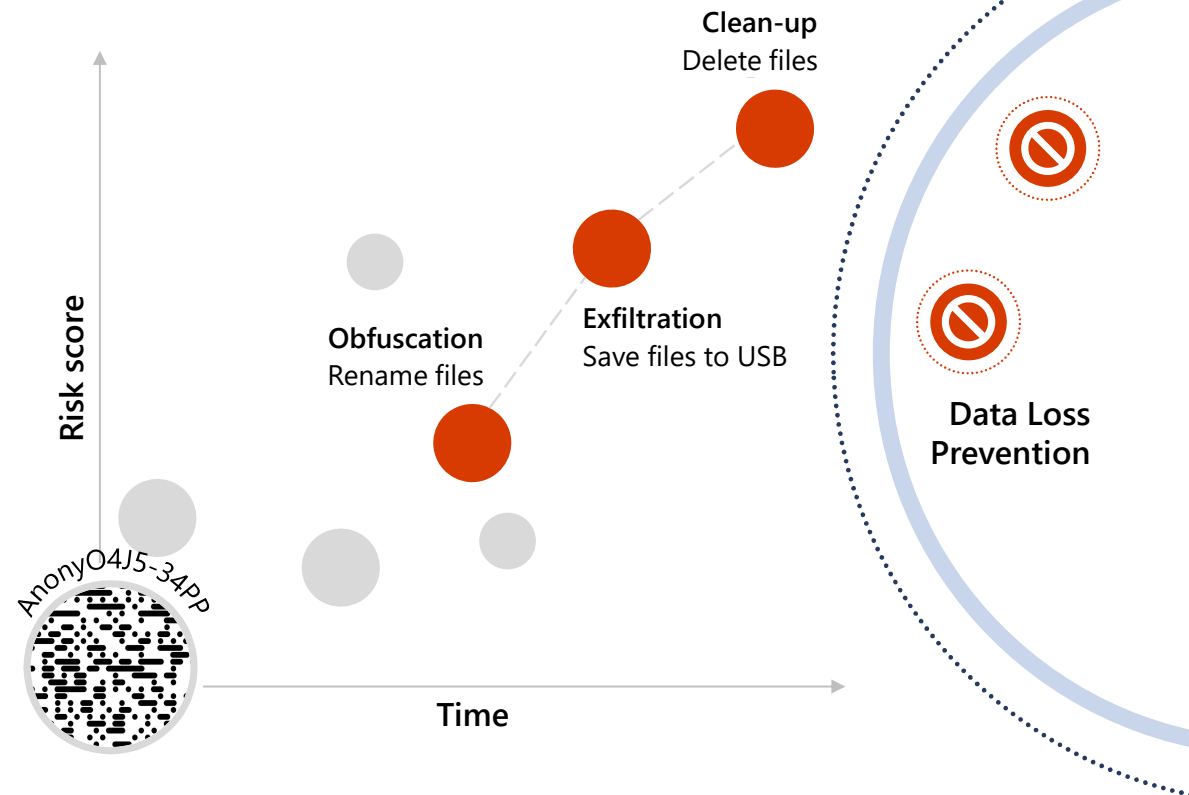 Clean-up
Delete files
Risk score
Obfuscation
Rename files
Exfiltration
Save files to USB
Data Loss
Prevention
AnonyO4J5-34PP
Time